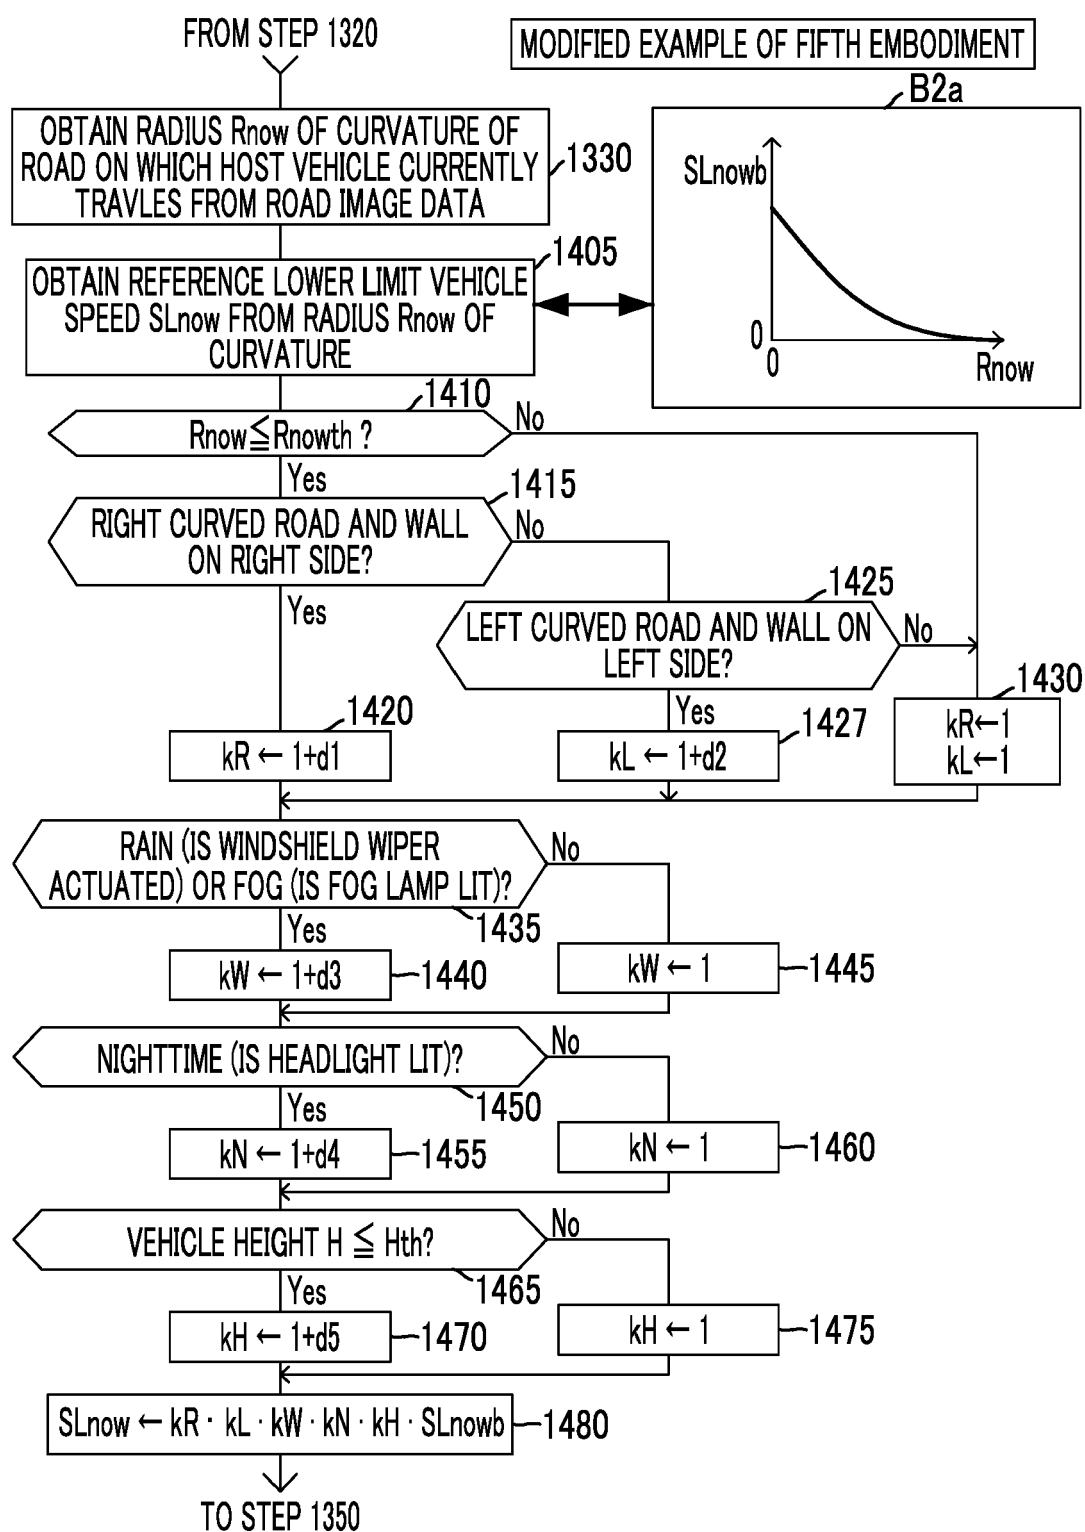 FROM STEP 1320
MODIFIED EXAMPLE OF FIFTH EMBODIMENT
B2a
OBTAIN RADIUS Rnow OF CURVATURE OF
ROAD ON WHICH HOST VEHICLE CURRENTLY
TRAVLES FROM ROAD IMAGE DATA
1330
SLnowb
0
0
Rnow
1405
OBTAIN REFERENCE LOWER LIMIT VEHICLE
SPEED SLnow FROM RADIUS Rnow OF
CURVATURE
1410
Rnow≦Rnowth ?
No
Yes
1415
RIGHT CURVED ROAD AND WALL
ON RIGHT SIDE?
No
Yes
1425
LEFT CURVED ROAD AND WALL ON
LEFT SIDE?
No
Yes
1420
kR ← 1+d1
1427
kL ← 1+d2
1430
kR←1
kL←1
RAIN (IS WINDSHIELD WIPER
ACTUATED) OR FOG (IS FOG LAMP LIT)?
No
1435
Yes
kW ← 1+d3
1440
kW ← 1
1445
NIGHTTIME (IS HEADLIGHT LIT)?
No
1450
Yes
kN ← 1+d4
1455
kN ← 1
1460
VEHICLE HEIGHT H ≦ Hth?
No
1465
Yes
kH ← 1+d5
1470
kH ← 1
1475
SLnow ← kR · kL · kW · kN · kH · SLnowb
1480
TO STEP 1350